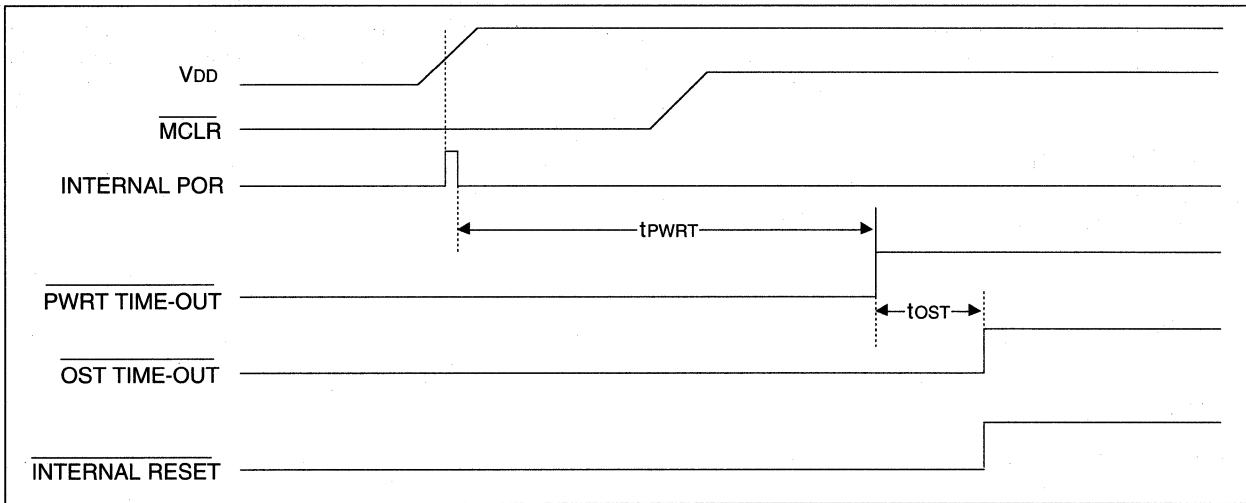 VDD
MCLR
INTERNAL POR
tPWRT
PWRT TIME-OUT
tOST
OST TIME-OUT
INTERNAL RESET